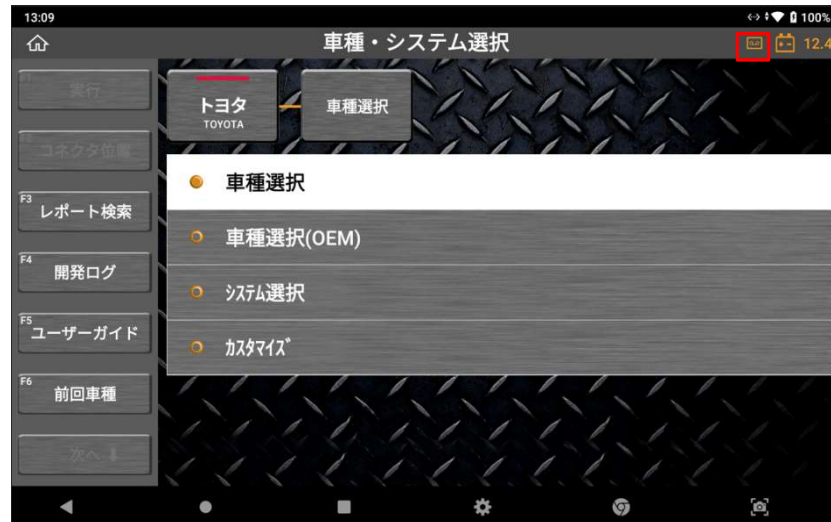 13:09
100%
車種・システム選択
12.4
F1
実行
トヨタ
TOYOTA
車種選択
コネクタ位置
車種選択
F3
レポート検索
車種選択(OEM)
F4
開発ログ
ｼｽﾃﾑ選択
F5
ユーザーガイド
ｶｽﾀﾏｲｽﾞ
F6
前回車種
次へ